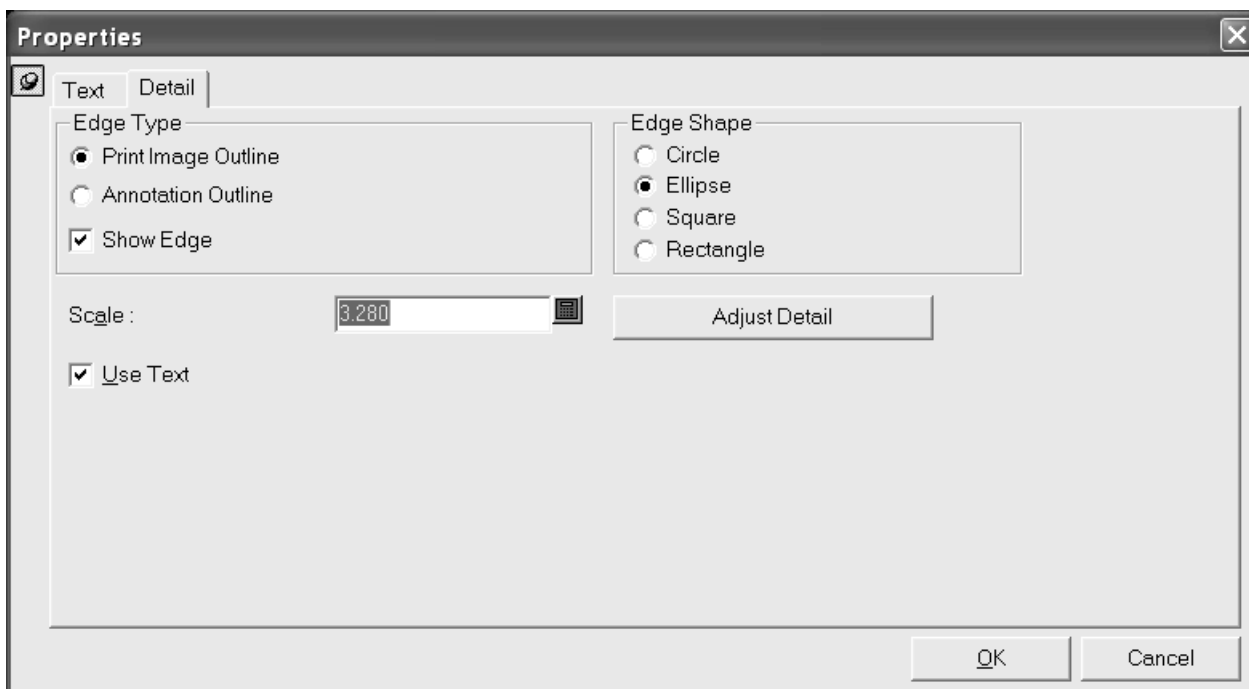 Properties
Text Detail
Edge Type
Print Image Outline
Annotation Outline
Show Edge
Edge Shape
Circle
Ellipse
Square
Rectangle
Scale : 3.280
Adjust Detail
Use Text
OK Cancel